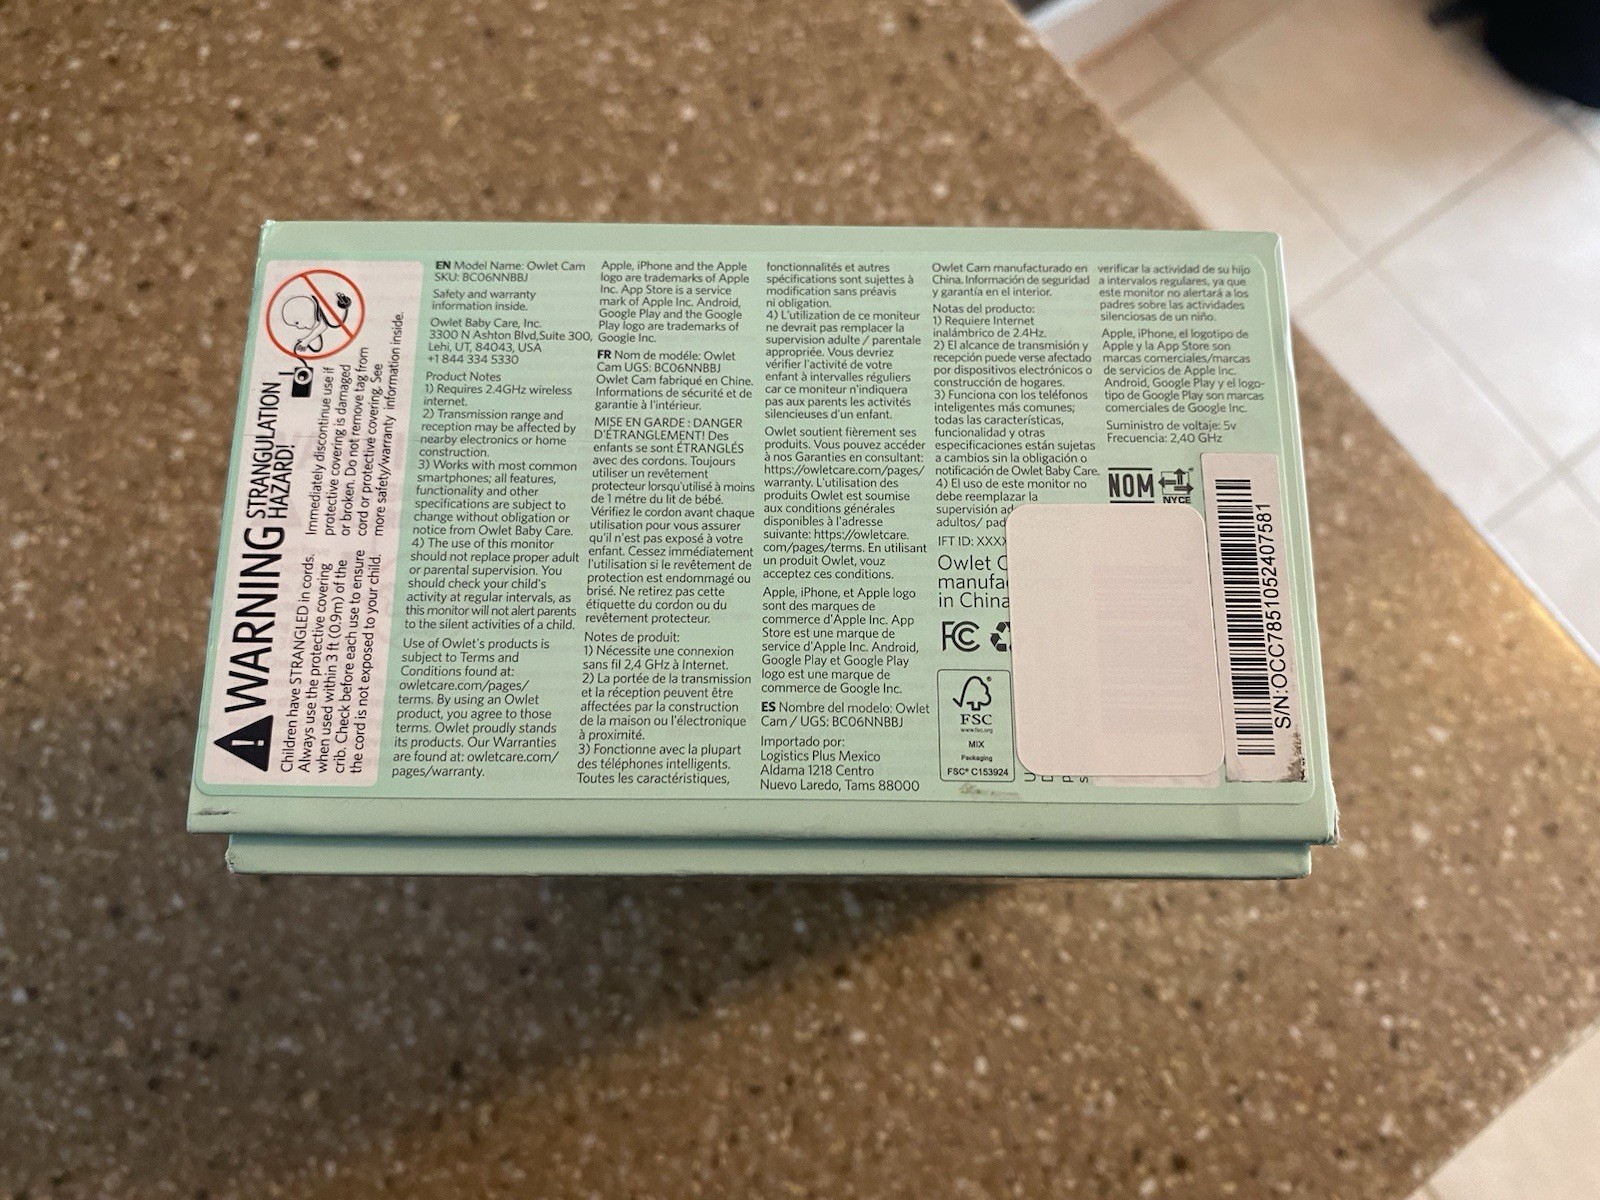 WARNING
STRANGULATION
HAZARD!
Children have STRANGLED in cords.
Always use the protective covering
when used within 3 ft (0.9m) of the
crib. Check before each use to ensure
the cord is not exposed to your child.
Immediately discontinue use if
protective covering is damaged
or broken. Do not remove tag from
cord or protective covering. See
more safety/warranty information inside.
EN Model Name: Owlet Cam
SKU: BC06NNBBJ
Safety and warranty
information inside.
Owlet Baby Care, Inc.
3300 N Ashton Blvd,Suite 300,
Lehi, UT, 84043, USA
+1 844 334 5330
Product Notes
1) Requires 2.4GHz wireless
internet.
2) Transmission range and
reception may be affected by
nearby electronics or home
construction.
3) Works with most common
smartphones; all features,
functionality and other
specifications are subject to
change without obligation or
notice from Owlet Baby Care.
4) The use of this monitor
should not replace proper adult
or parental supervision. You
should check your child's
activity at regular intervals, as
this monitor will not alert parents
to the silent activities of a child.
Use of Owlet's products is
subject to Terms and
Conditions found at:
owletcare.com/pages/
terms. By using an Owlet
product, you agree to those
terms. Owlet proudly stands
its products. Our Warranties
are found at: owletcare.com/
pages/warranty.
Apple, iPhone and the Apple
logo are trademarks of Apple
Inc. App Store is a service
mark of Apple Inc. Android,
Google Play and the Google
Play logo are trademarks of
Google Inc.
FR Nom de modéle: Owlet
Cam UGS: BC06NNBBJ
Owlet Cam fabriqué en Chine.
Informations de sécurité et de
garantie à l'intérieur.
MISE EN GARDE : DANGER
D'ÉTRANGLEMENT! Des
enfants se sont ÉTRANGLÉS
avec des cordons. Toujours
utiliser un revêtement
protecteur lorsqu'utilisé à moins
de 1 métre du lit de bébé.
Vérifiez le cordon avant chaque
utilisation pour vous assurer
qu'il n'est pas exposé à votre
enfant. Cessez immédiatement
l'utilisation si le revêtement de
protection est endommagé ou
brisé. Ne retirez pas cette
étiquette du cordon ou du
revêtement protecteur.
Notes de produit:
1) Nécessite une connexion
sans fil 2,4 GHz à Internet.
2) La portée de la transmission
et la réception peuvent être
affectées par la construction
de la maison ou l'électronique
à proximité.
3) Fonctionne avec la plupart
des téléphones intelligents.
Toutes les caractéristiques,
fonctionnalités et autres
spécifications sont sujettes à
modification sans préavis
ni obligation.
4) L'utilization de ce moniteur
ne devrait pas remplacer la
supervision adulte / parentale
appropriée. Vous devriez
vérifier l'activité de votre
enfant à intervalles réguliers
car ce moniteur n'indiquera
pas aux parents les activités
silencieuses d'un enfant.
Owlet soutient fièrement ses
produits. Vous pouvez accéder
à nos Garanties en consultant:
https://owletcare.com/pages/
warranty. L'utilisation des
produits Owlet est soumise
aux conditions générales
disponibles à l'adresse
suivante: https://owletcare.
com/pages/terms. En utilisant
un produit Owlet, vouz
acceptez ces conditions.
Apple, iPhone, et Apple logo
sont des marques de
commerce d'Apple Inc. App
Store est une marque de
service d'Apple Inc. Android,
Google Play et Google Play
logo est une marque de
commerce de Google Inc.
ES Nombre del modelo: Owlet
Cam / UGS: BC06NNBBJ
Importado por:
Logistics Plus Mexico
Aldama 1218 Centro
Nuevo Laredo, Tams 88000
Owlet Cam manufacturado en
China. Información de seguridad
y garantía en el interior.
Notas del producto:
1) Requiere Internet
inalámbrico de 2.4Hz.
2) El alcance de transmisión y
recepción puede verse afectado
por dispositivos electrónicos o
construcción de hogares.
3) Funciona con los teléfonos
inteligentes más comunes;
todas las características,
funcionalidad y otras
especificaciones están sujetas
a cambios sin la obligación o
notificación de Owlet Baby Care.
4) El uso de este monitor no
debe reemplazar la
supervisión ad
adultos/ pad
IFT ID: XXXX
Owlet C
manufa
in China
FC
FSC
www.fsc.org
MIX
Packaging
FSC® C153924
verificar la actividad de su hijo
a intervalos regulares, ya que
este monitor no alertará a los
padres sobre las actividades
silenciosas de un niño.
Apple, iPhone, el logotipo de
Apple y la App Store son
marcas comerciales/marcas
de servicios de Apple Inc.
Android, Google Play y el logo-
tipo de Google Play son marcas
comerciales de Google Inc.
Suministro de voltaje: 5v
Frecuencia: 2,40 GHz
NOM
NYCE
S/N:OCC7851052407581